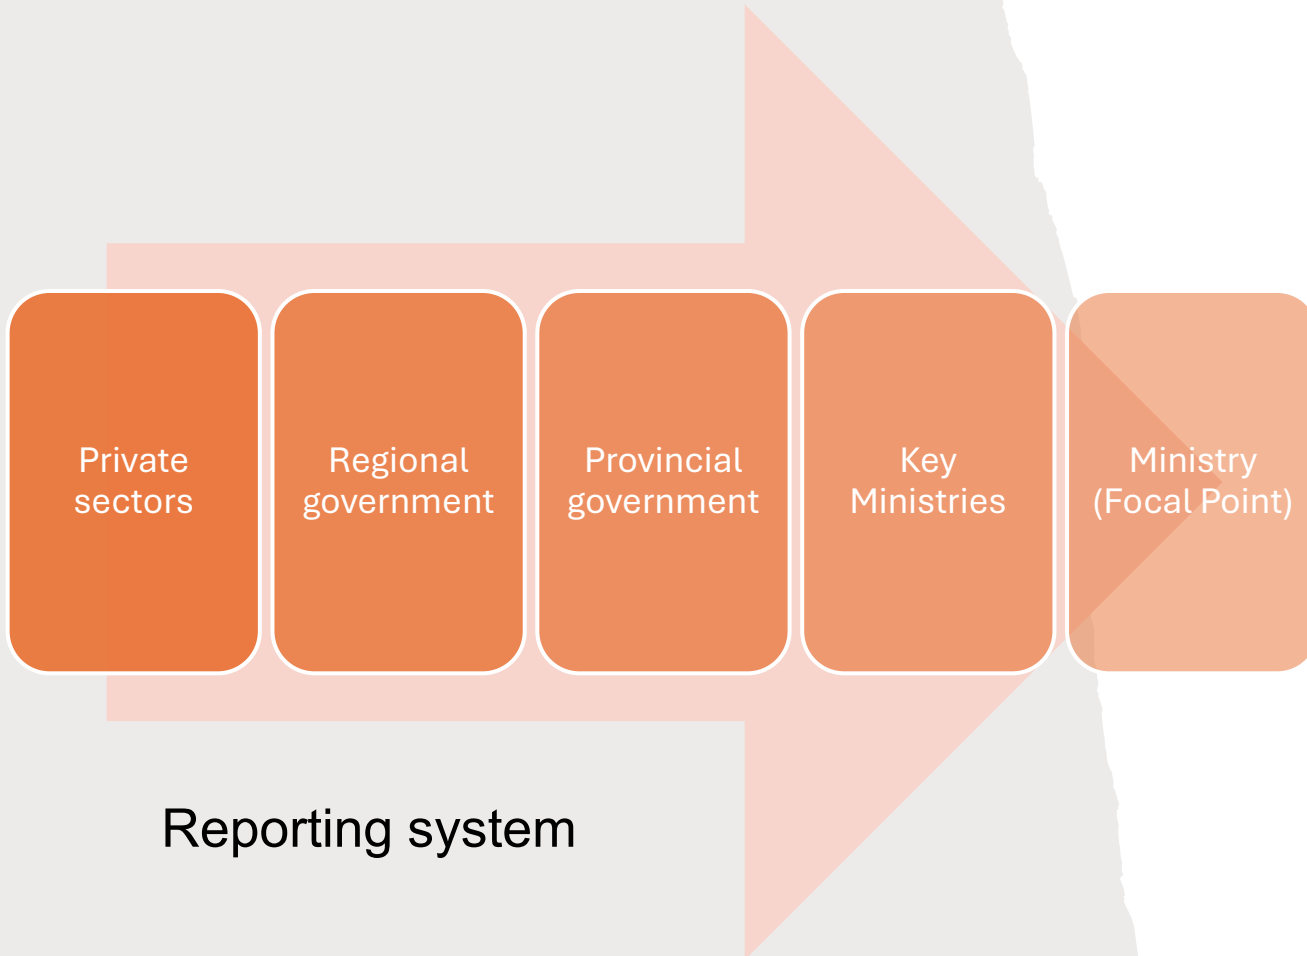 Private
sectors
Regional
government
Provincial
government
Key
Ministries
Ministry
(Focal Point)
Reporting system